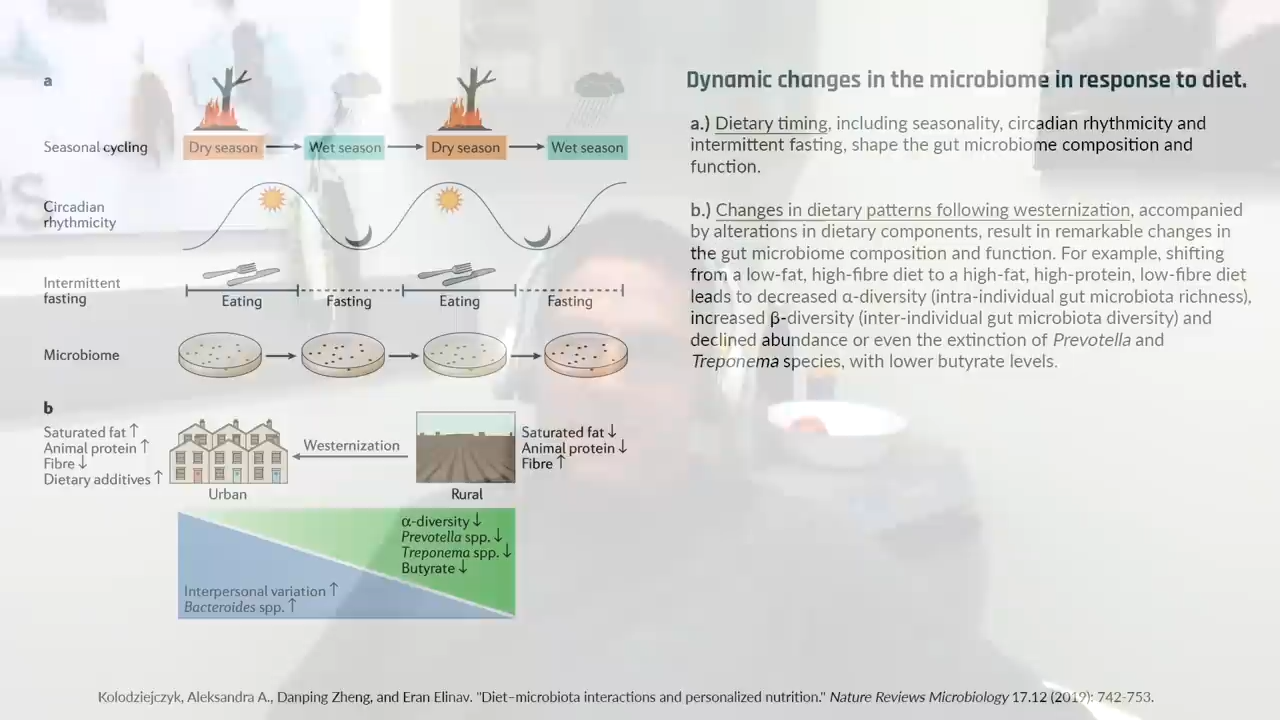 a
Seasonal cycling
Dry season
Wet season
Dry season
Wet season
Circadian
rhythmicity
Intermittent
fasting
Eating
Fasting
Eating
Fasting
Microbiome
b
Saturated fat ↑
Animal protein ↑
Fibre ↓
Dietary additives ↑
Westernization
Saturated fat ↓
Animal protein ↓
Fibre ↑
Urban
Rural
α-diversity ↓
Prevotella spp. ↓
Treponema spp. ↓
Butyrate ↓
Interpersonal variation ↑
Bacteroides spp. ↑
Dynamic changes in the microbiome in response to diet.
a.) Dietary timing, including seasonality, circadian rhythmicity and
intermittent fasting, shape the gut microbiome composition and
function.
b.) Changes in dietary patterns following westernization, accompanied
by alterations in dietary components, result in remarkable changes in
the gut microbiome composition and function. For example, shifting
from a low-fat, high-fibre diet to a high-fat, high-protein, low-fibre diet
leads to decreased α-diversity (intra-individual gut microbiota richness),
increased β-diversity (inter-individual gut microbiota diversity) and
declined abundance or even the extinction of Prevotella and
Treponema species, with lower butyrate levels.
Kolodziejczyk, Aleksandra A., Danping Zheng, and Eran Elinav. "Diet–microbiota interactions and personalized nutrition." Nature Reviews Microbiology 17.12 (2019): 742-753.